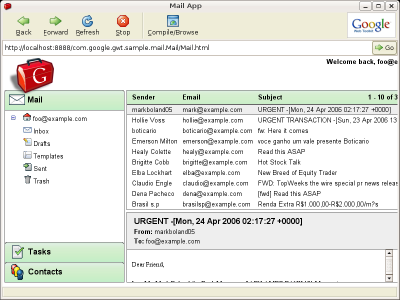 Mail App
Back Forward Refresh Stop Compile/Browse
Google
http://localhost:8888/com.google.gwt.sample.mail.Mail/Mail.html Go
Welcome back, foo@e
G
Mail
foo@example.com
Inbox
Drafts
Templates
Sent
Trash
Tasks
Contacts
Sender Email Subject 1 - 10 of 3
markboland05 mark@example.com URGENT -[Mon, 24 Apr 2006 02:17:27 +0000]
Hollie Voss hollie@example.com URGENT TRANSACTION -[Sun, 23 Apr 2006 13
boticario boticario@example.com fw: Here it comes
Emerson Milton emerson@example.com voce ganho um vale presente Boticario
Healy Colette healy@example.com Read this ASAP
Brigitte Cobb brigitte@example.com Hot Stock Talk
Elba Lockhart elba@example.com New Breed of Equity Trader
Claudio Engle claudio@example.com FWD: TopWeeks the wire special pr news releas
Dena Pacheco dena@example.com [fwd] Read this ASAP
Brasil s.p brasilsp@example.com Renda Extra R$1.000,00-R$2.000,00/m?s
URGENT -[Mon, 24 Apr 2006 02:17:27 +0000]
From: markboland05
To: foo@example.com
Dear Friend,